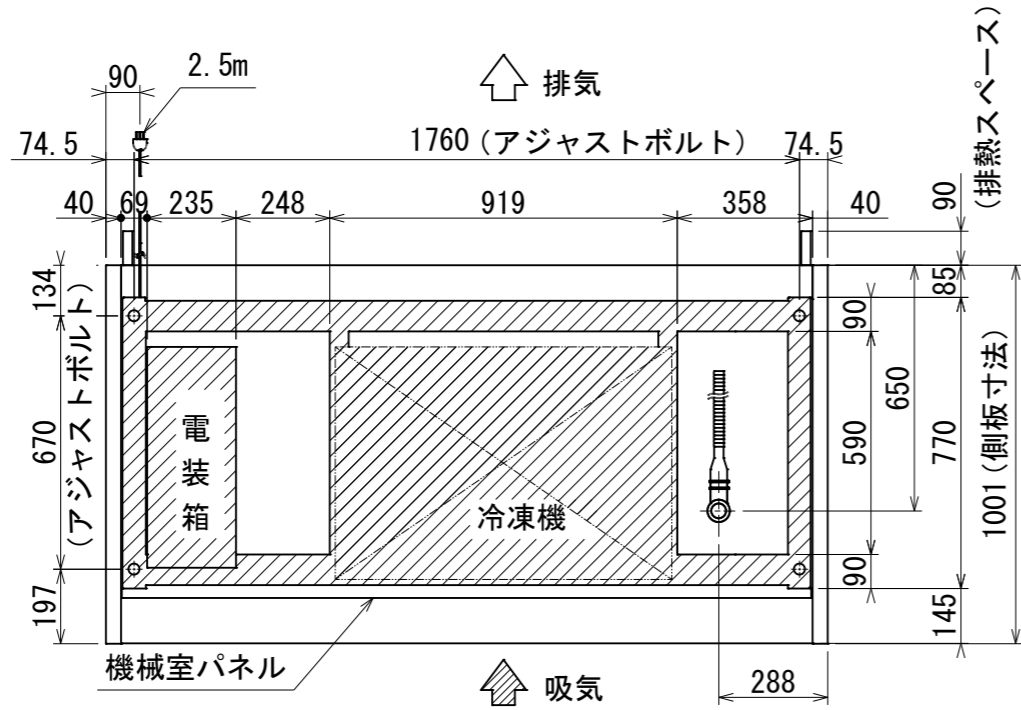 90
2.5m
排気
(排熱スペース)
74.5
1760(アジャストボルト)
74.5
90
40
69
235
248
919
358
40
134
85
90
(アジャストボルト)
670
電装箱
冷凍機
650
590
770
1001(側板寸法)
90
197
145
機械室パネル
吸気
288